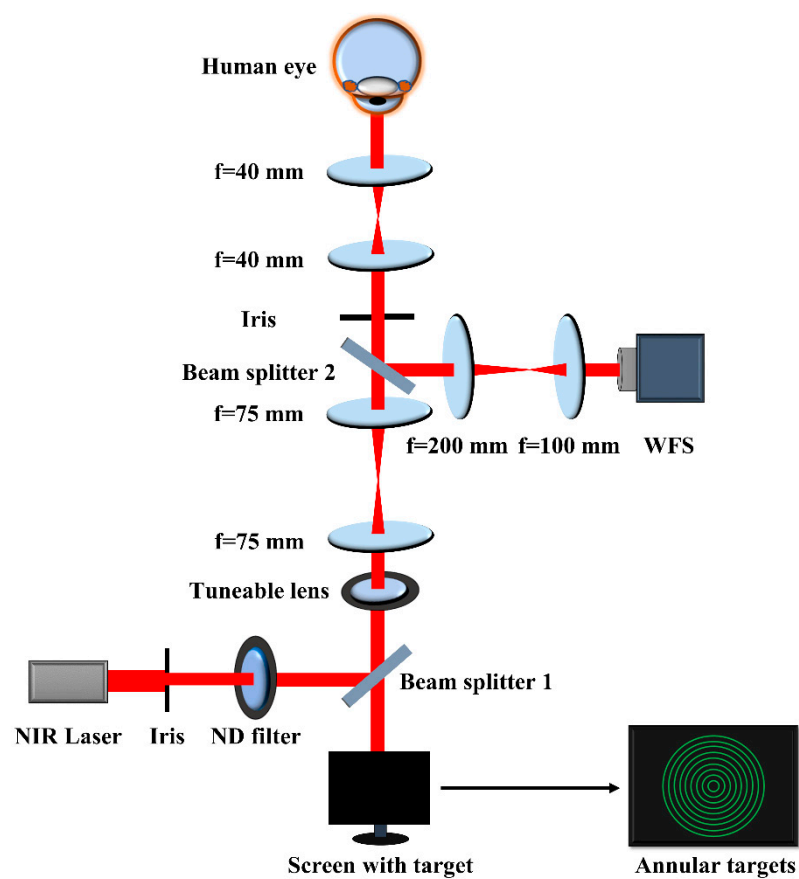 Human eye
f=40 mm
f=40 mm
Iris
Beam splitter 2
f=75 mm
f=200 mm
f=100 mm
WFS
f=75 mm
Tuneable lens
Beam splitter 1
NIR Laser
Iris
ND filter
Screen with target
Annular targets